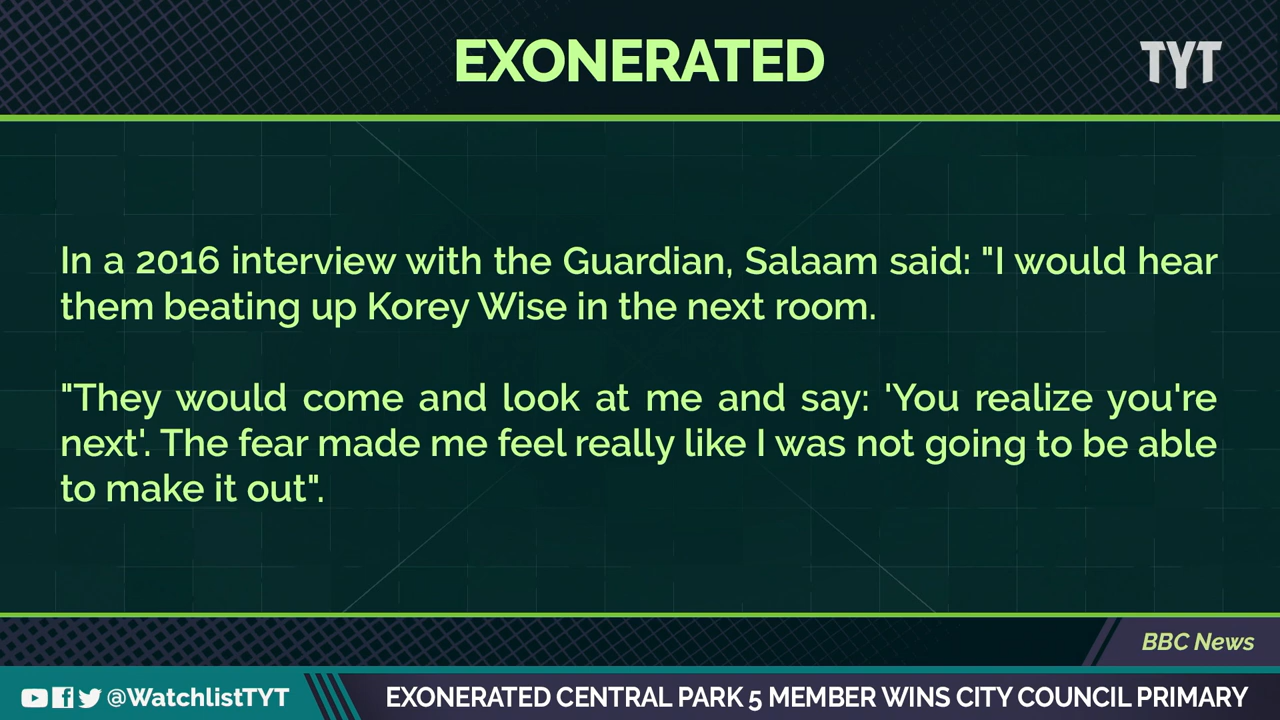 EXONERATED
TYT
In a 2016 interview with the Guardian, Salaam said: "I would hear
them beating up Korey Wise in the next room.
"They would come and look at me and say: 'You realize you're
next'. The fear made me feel really like I was not going to be able
to make it out".
BBC News
@WatchlistTYT
EXONERATED CENTRAL PARK 5 MEMBER WINS CITY COUNCIL PRIMARY